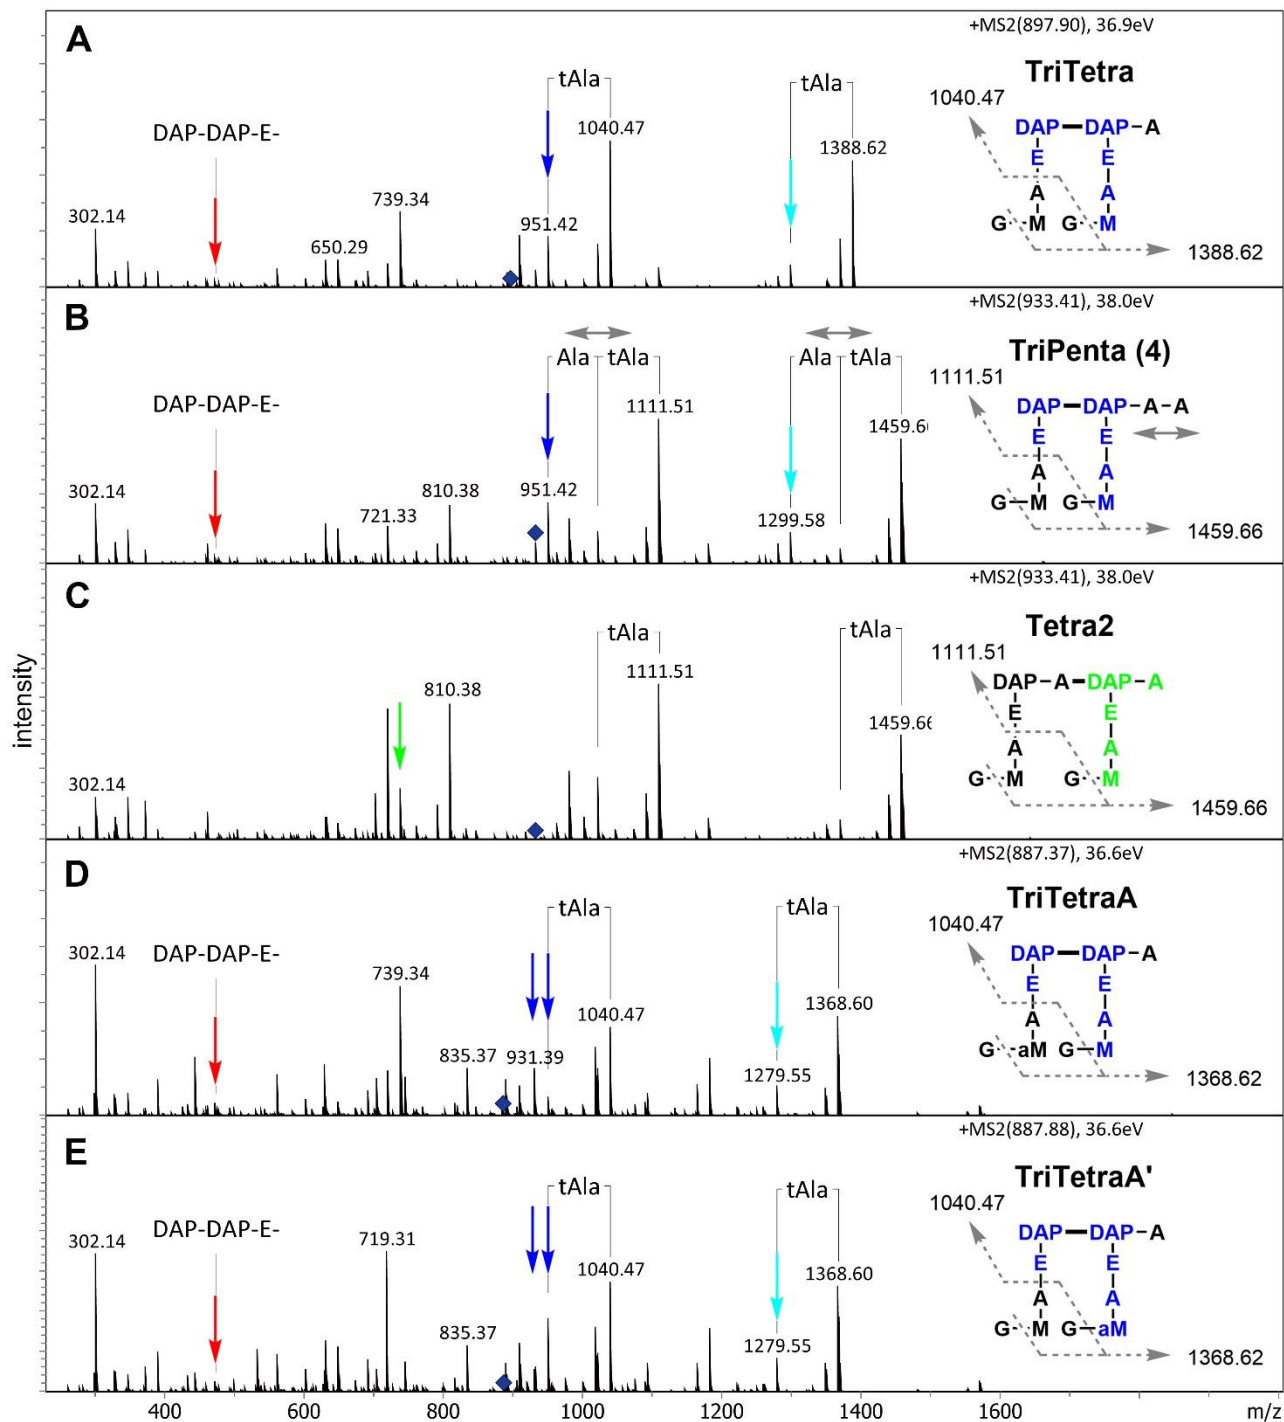 A
+MS2(897.90), 36.9eV
TriTetra
1040.47
DAP-DAP-E-
302.14
650.29
739.34
951.42
tAla
1040.47
tAla
1388.62
DAP–DAP–A
E E
A A
G--M G--M
1388.62
B
+MS2(933.41), 38.0eV
TriPenta (4)
1111.51
DAP-DAP-E-
302.14
721.33
810.38
951.42
Ala tAla
1111.51
1299.58
Ala tAla
1459.6
DAP–DAP–A–A
E E
A A
G–M G–M
1459.66
C
+MS2(933.41), 38.0eV
Tetra2
1111.51
302.14
810.38
tAla
1111.51
tAla
1459.66
DAP–A–DAP–A
E E
A A
G--M G--M
1459.66
D
+MS2(887.37), 36.6eV
TriTetraA
1040.47
DAP-DAP-E-
302.14
739.34
835.37
931.39
tAla
1040.47
1279.55
tAla
1368.60
DAP–DAP–A
E E
A A
G--aM G--M
1368.62
E
+MS2(887.88), 36.6eV
TriTetraA'
1040.47
DAP-DAP-E-
302.14
719.31
835.37
tAla
1040.47
1279.55
tAla
1368.60
DAP–DAP–A
E E
A A
G--M G--aM
1368.62
intensity
400 600 800 1000 1200 1400 1600 m/z